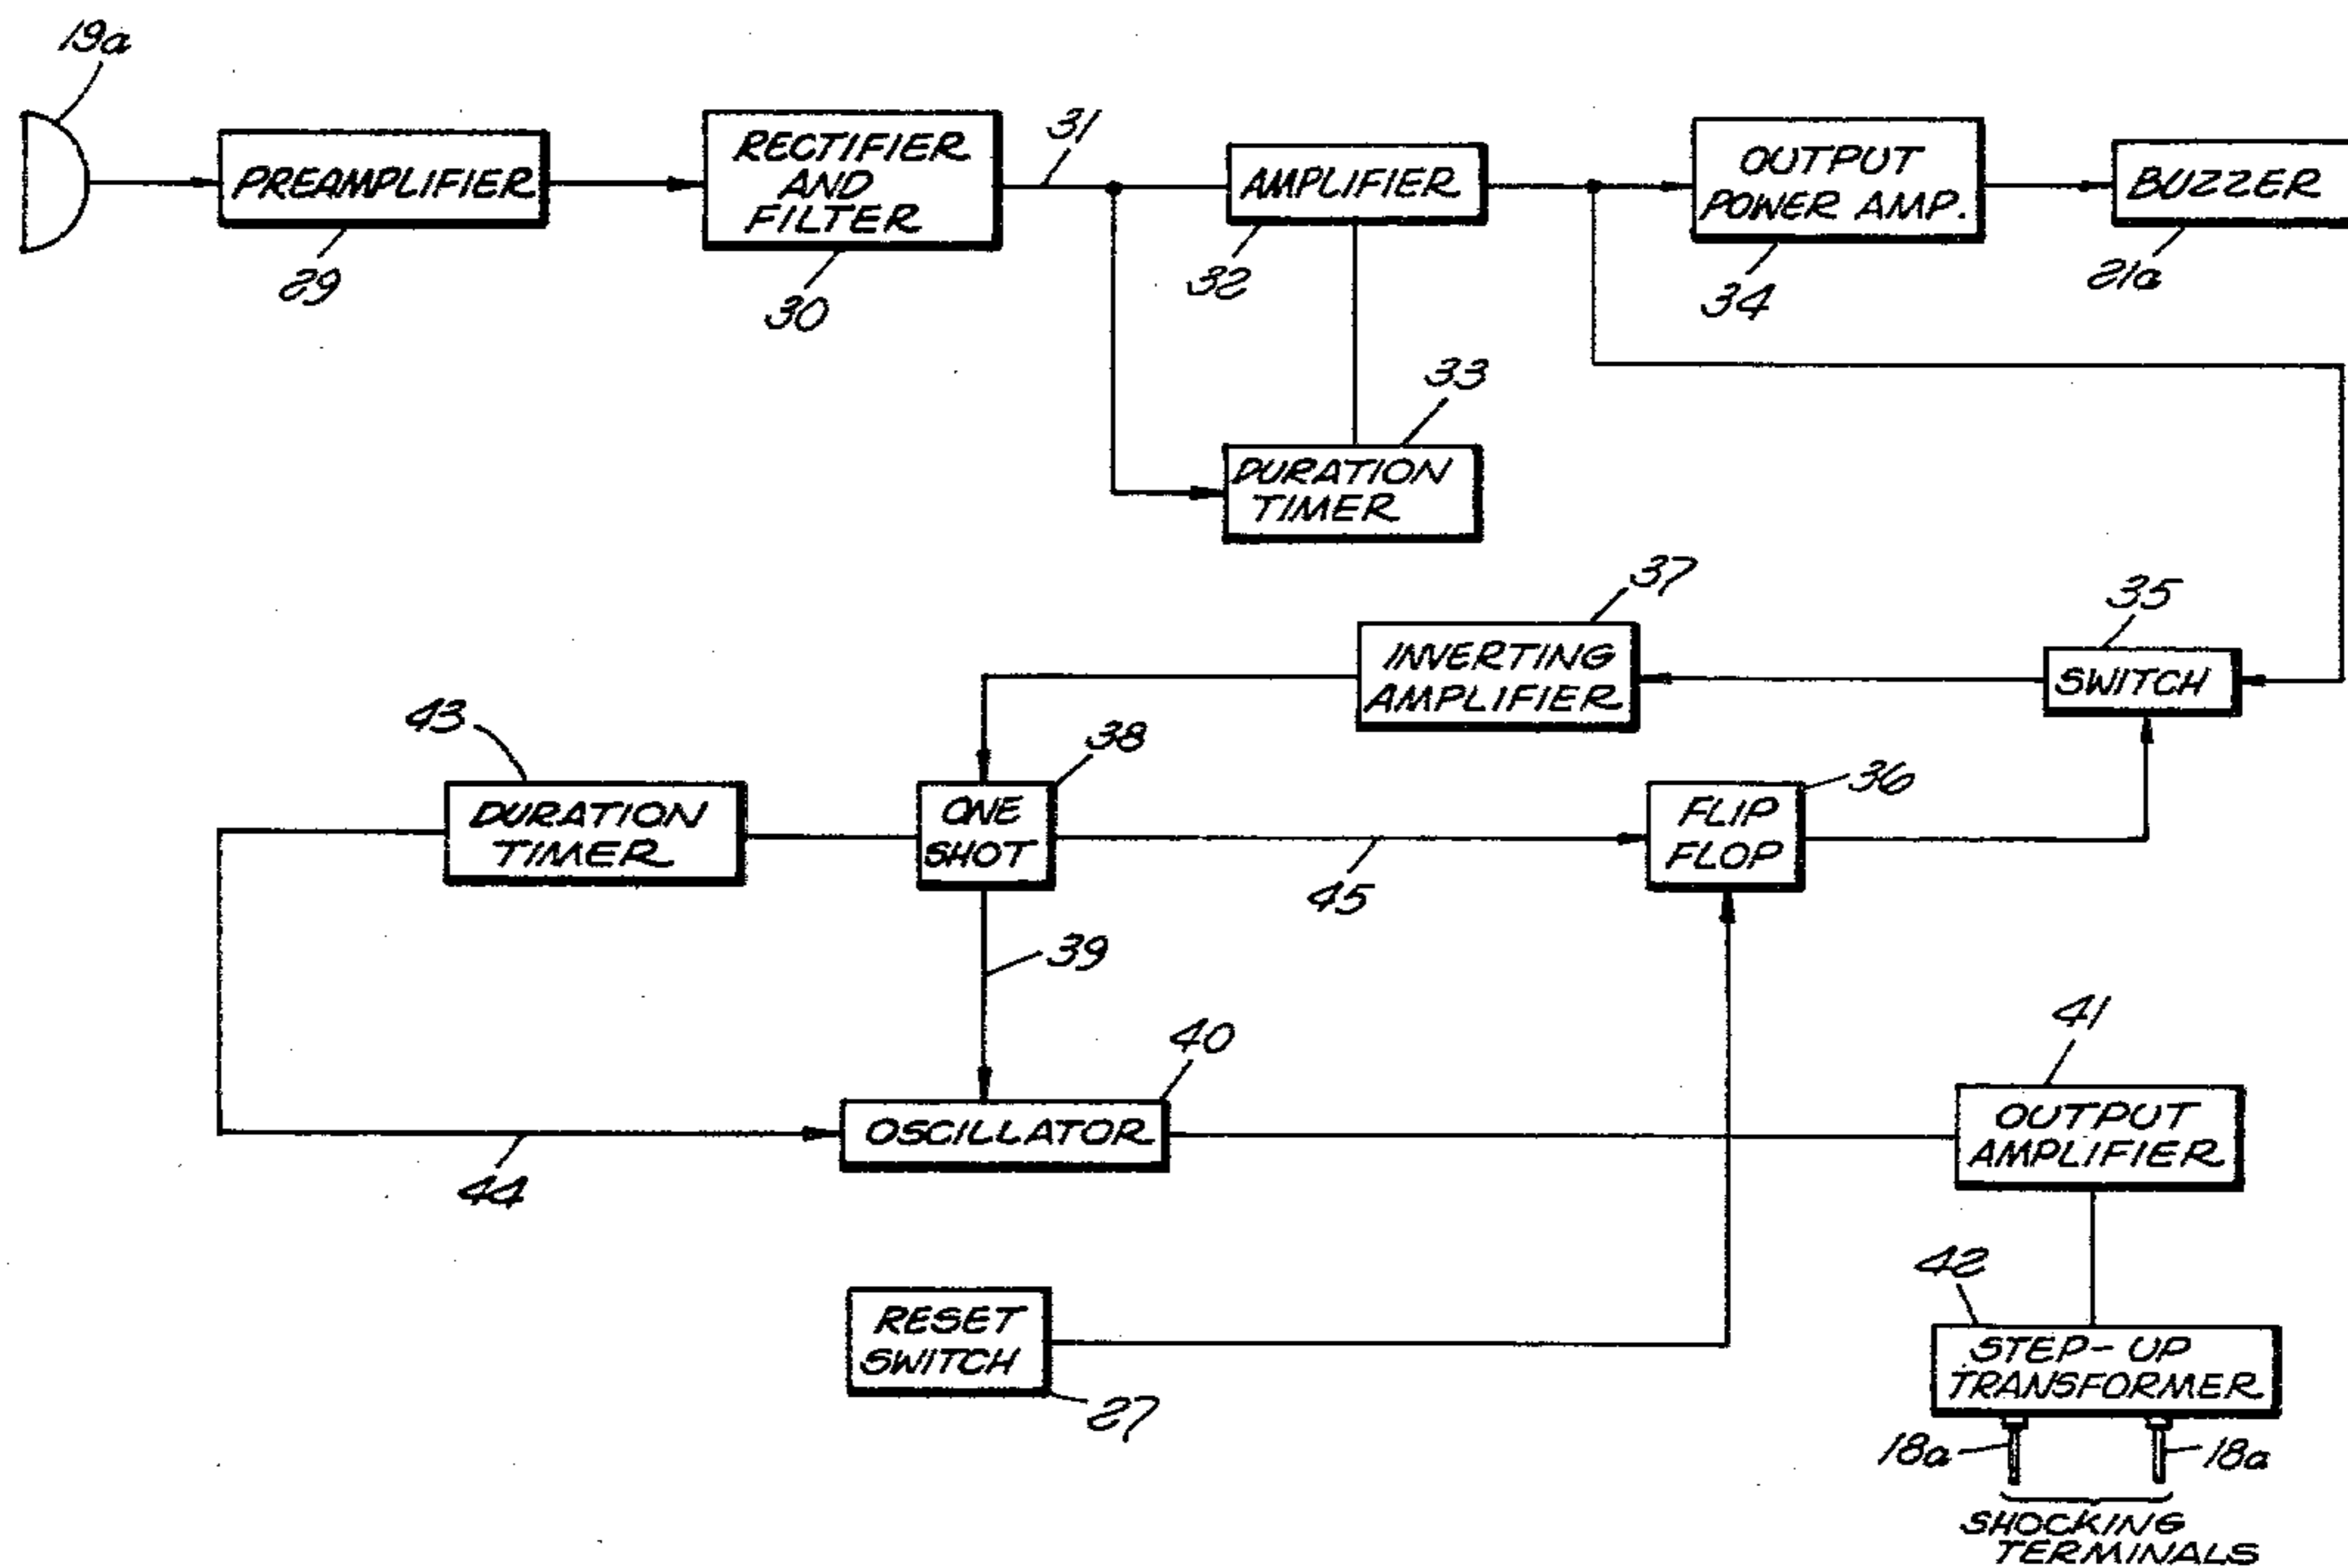 19a
PREAMPLIFIER
29
RECTIFIER
AND
FILTER
30
31
AMPLIFIER
32
OUTPUT
POWER AMP.
34
BUZZER
21a
33
DURATION
TIMER
37
INVERTING
AMPLIFIER
35
SWITCH
43
DURATION
TIMER
38
ONE
SHOT
45
36
FLIP
FLOP
39
40
OSCILLATOR
44
41
OUTPUT
AMPLIFIER
RESET
SWITCH
27
42
STEP-UP
TRANSFORMER
18a
18a
SHOCKING
TERMINALS